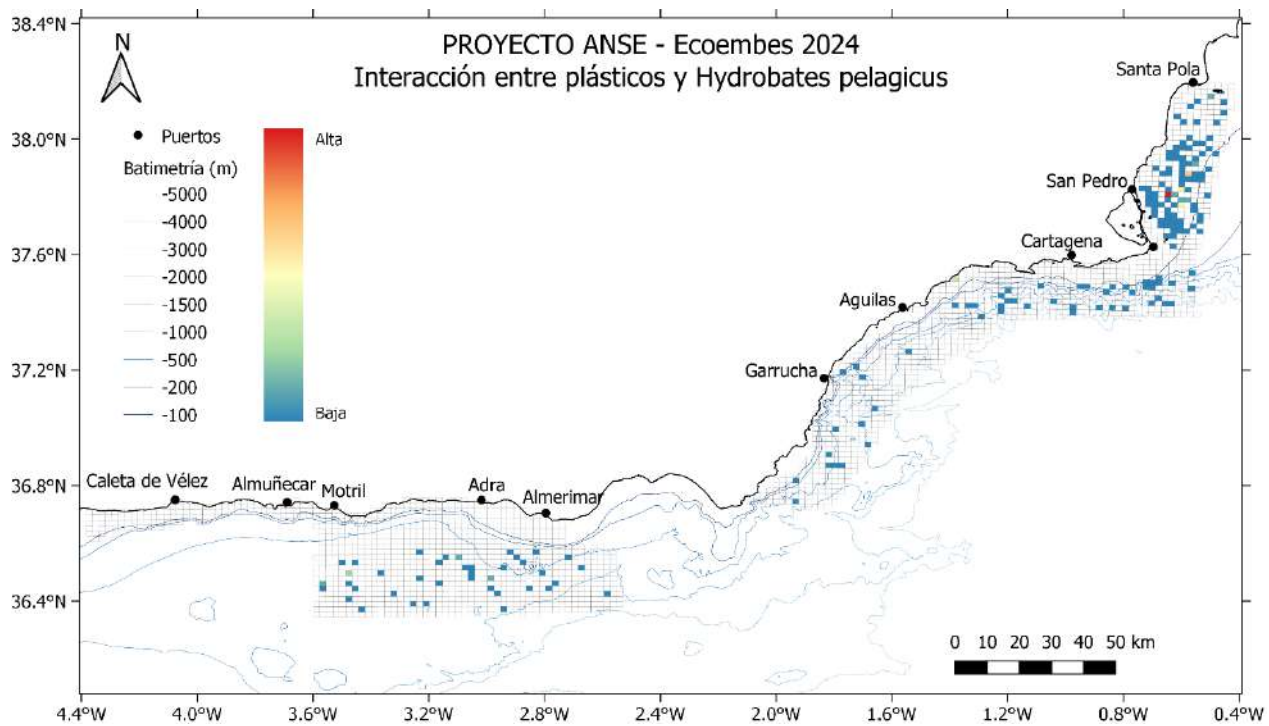 PROYECTO ANSE - Ecoembes 2024
Interacción entre plásticos y Hydrobates pelagicus
N
Puertos
Batimetría (m)
-5000
-4000
-3000
-2000
-1500
-1000
-500
-200
-100
Alta
Baja
Santa Pola
San Pedro
Cartagena
Aguilas
Garrucha
Caleta de Vélez
Almuñecar
Motril
Adra
Almerimar
38.4°N
38.0°N
37.6°N
37.2°N
36.8°N
36.4°N
0 10 20 30 40 50 km
4.4°W 4.0°W 3.6°W 3.2°W 2.8°W 2.4°W 2.0°W 1.6°W 1.2°W 0.8°W 0.4°W